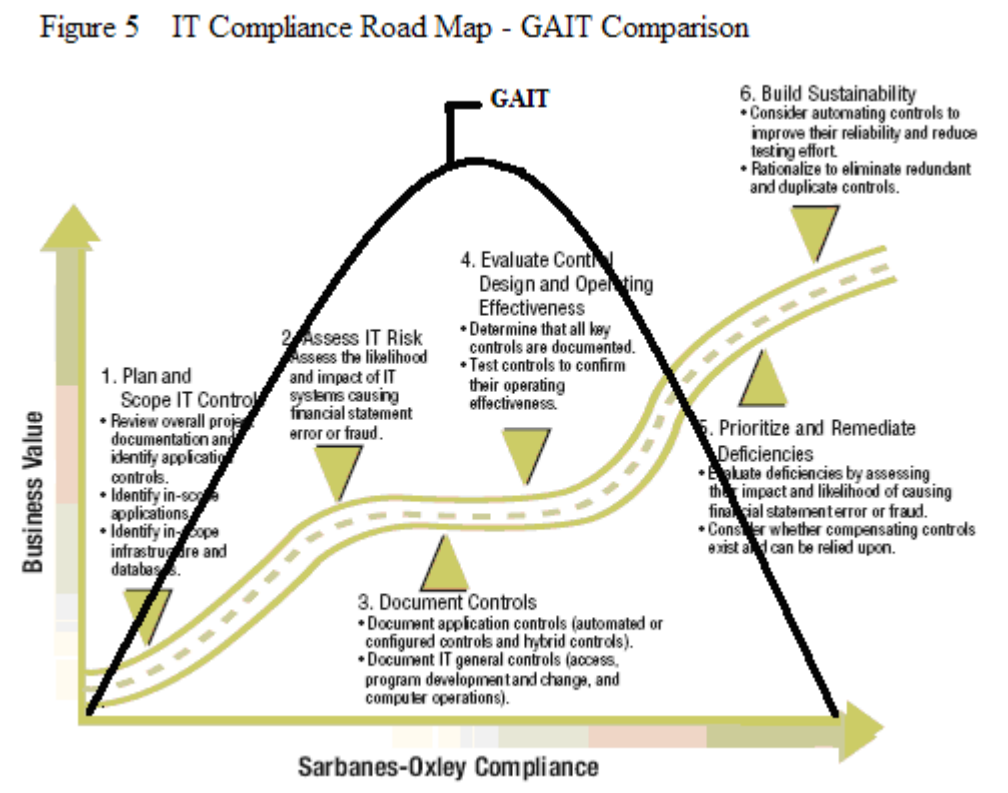 Figure 5 IT Compliance Road Map - GAIT Comparison
GAIT
6. Build Sustainability
• Consider automating controls to
improve their reliability and reduce
testing effort.
• Rationalize to eliminate redundant
and duplicate controls.
4. Evaluate Control
Design and Operating
Effectiveness
• Determine that all key
controls are documented.
• Test controls to confirm
their operating
effectiveness.
2. Assess IT Risk
Assess the likelihood
and impact of IT
systems causing
financial statement
error or fraud.
1. Plan and
Scope IT Control
• Review overall project
documentation and
identify application
controls.
• Identify in-scope
applications.
• Identify in-scope
infrastructure and
databases.
5. Prioritize and Remediate
Deficiencies
• Evaluate deficiencies by assessing
their impact and likelihood of causing
financial statement error or fraud.
• Consider whether compensating controls
exist and can be relied upon.
3. Document Controls
• Document application controls (automated or
configured controls and hybrid controls).
• Document IT general controls (access,
program development and change, and
computer operations).
Business Value
Sarbanes-Oxley Compliance